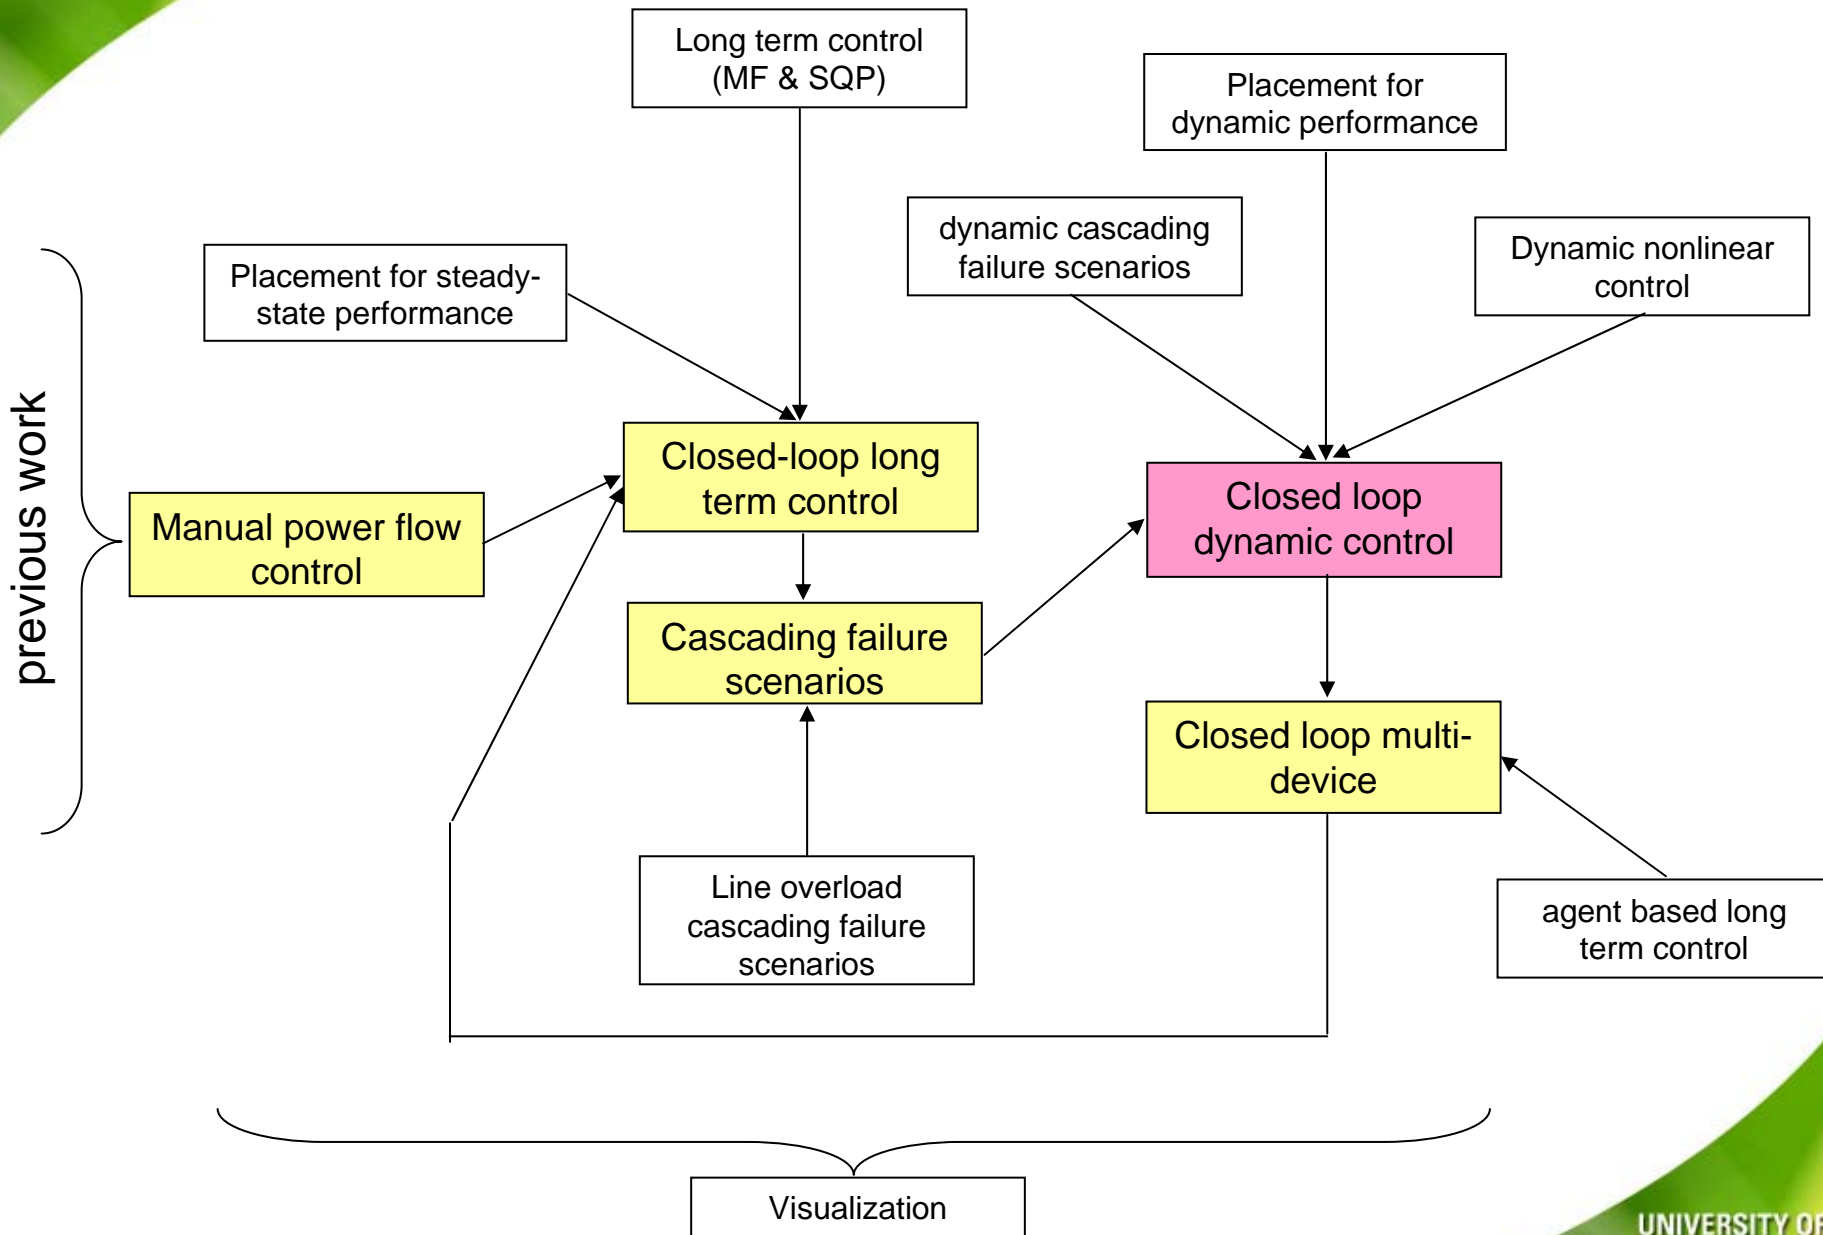 Long term control
(MF & SQP)
Placement for
dynamic performance
dynamic cascading
failure scenarios
Dynamic nonlinear
control
Placement for steady-
state performance
previous work
Closed-loop long
term control
Closed loop
dynamic control
Manual power flow
control
Cascading failure
scenarios
Closed loop multi-
device
Line overload
cascading failure
scenarios
agent based long
term control
Visualization
UNIVERSITY OF